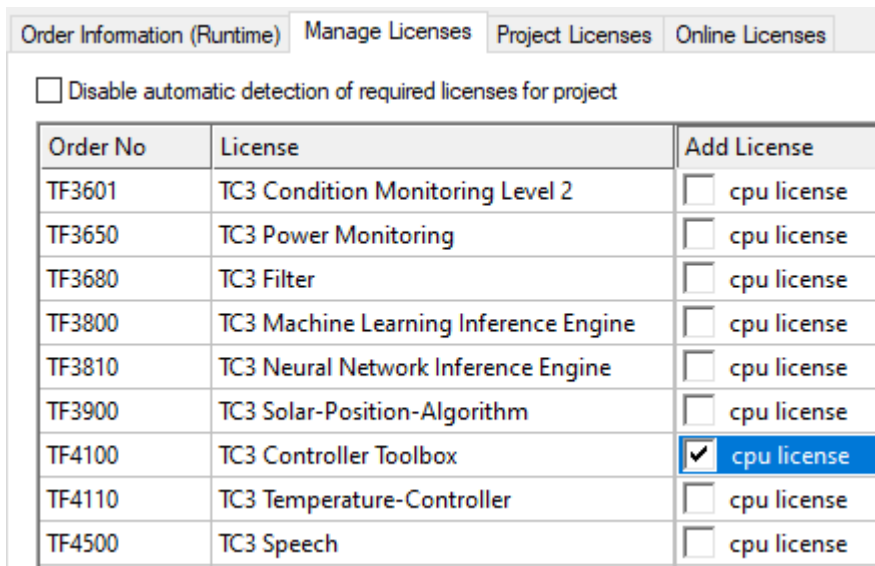 Order Information (Runtime) Manage Licenses Project Licenses Online Licenses
Disable automatic detection of required licenses for project
Order No License Add License
TF3601 TC3 Condition Monitoring Level 2 cpu license
TF3650 TC3 Power Monitoring cpu license
TF3680 TC3 Filter cpu license
TF3800 TC3 Machine Learning Inference Engine cpu license
TF3810 TC3 Neural Network Inference Engine cpu license
TF3900 TC3 Solar-Position-Algorithm cpu license
TF4100 TC3 Controller Toolbox cpu license
TF4110 TC3 Temperature-Controller cpu license
TF4500 TC3 Speech cpu license